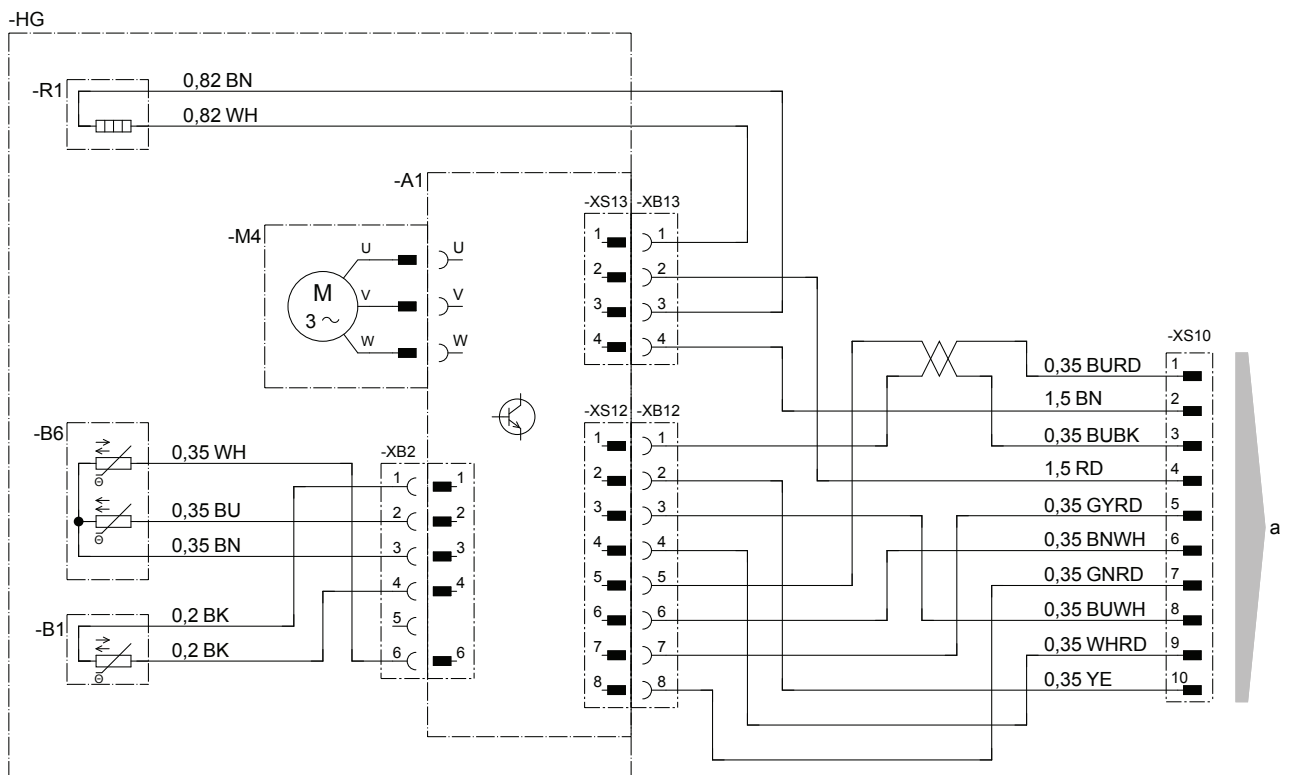 -HG
-R1
0,82 BN
0,82 WH
-A1
-M4
M
3
U
V
W
U
V
W
-XS13 -XB13
1 1
2 2
3 3
4 4
-XS12 -XB12
1 1
2 2
3 3
4 4
5 5
6 6
7 7
8 8
-B6
0,35 WH
0,35 BU
0,35 BN
Θ
Θ
-XB2
1 1
2 2
3 3
4 4
5
6 6
-B1
0,2 BK
0,2 BK
Θ
-XS10
0,35 BURD 1
1,5 BN 2
0,35 BUBK 3
1,5 RD 4
0,35 GYRD 5
0,35 BNWH 6
0,35 GNRD 7
0,35 BUWH 8
0,35 WHRD 9
0,35 YE 10
a